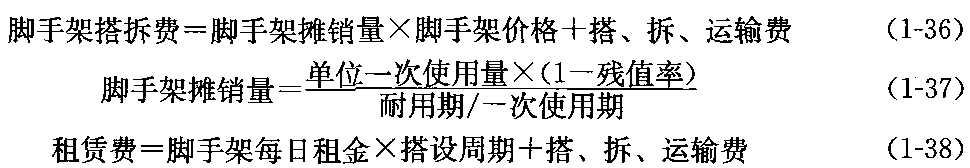 脚手架搭拆费＝脚手架摊销量×脚手架价格＋搭、拆、运输费 (1-36)
脚手架摊销量＝单位一次使用量×(1－残值率)/耐用期/一次使用期 (1-37)
租赁费＝脚手架每日租金×搭设周期＋搭、拆、运输费 (1-38)